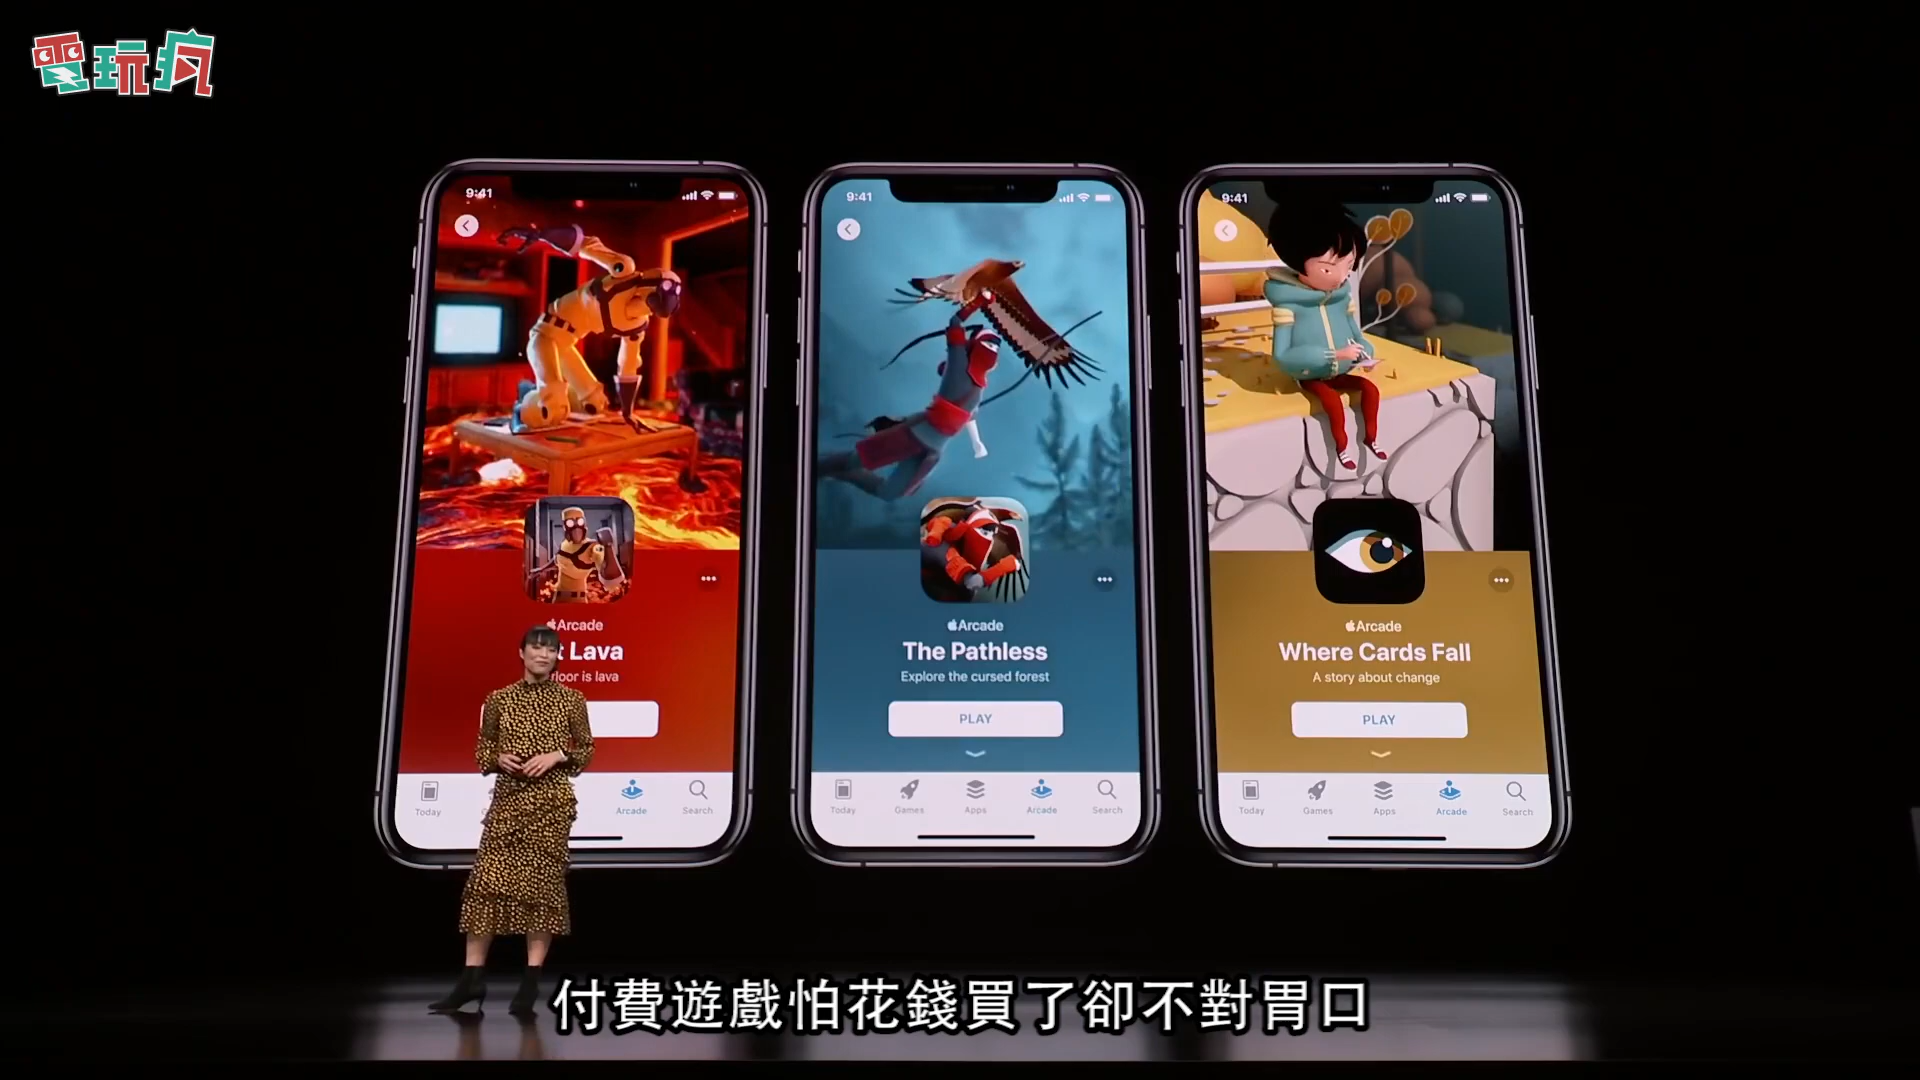 電玩瘋
9:41
Arcade
t Lava
loor is lava
Today
Arcade
Search
9:41
Arcade
The Pathless
Explore the cursed forest
PLAY
Today
Games
Apps
Arcade
Search
9:41
Arcade
Where Cards Fall
A story about change
PLAY
Today
Games
Apps
Arcade
Search
付費遊戲怕花錢買了卻不對胃口